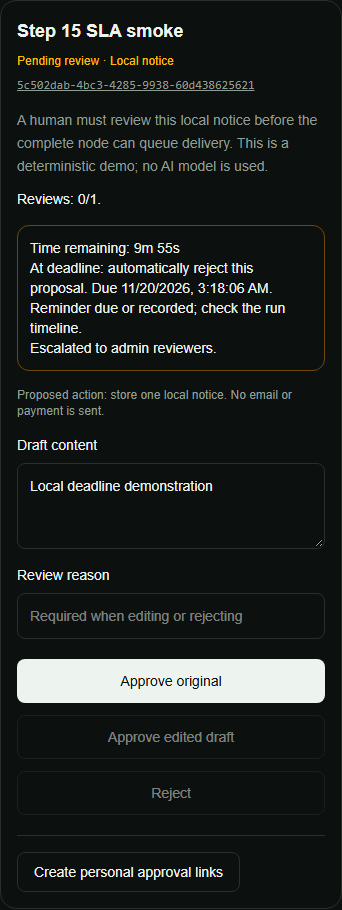 Step 15 SLA smoke
Pending review · Local notice
5c502dab-4bc3-4285-9938-60d438625621
A human must review this local notice before the
complete node can queue delivery. This is a
deterministic demo; no AI model is used.
Reviews: 0/1.
Time remaining: 9m 55s
At deadline: automatically reject this
proposal. Due 11/20/2026, 3:18:06 AM.
Reminder due or recorded; check the run
timeline.
Escalated to admin reviewers.
Proposed action: store one local notice. No email or
payment is sent.
Draft content
Local deadline demonstration
Review reason
Required when editing or rejecting
Approve original
Approve edited draft
Reject
Create personal approval links